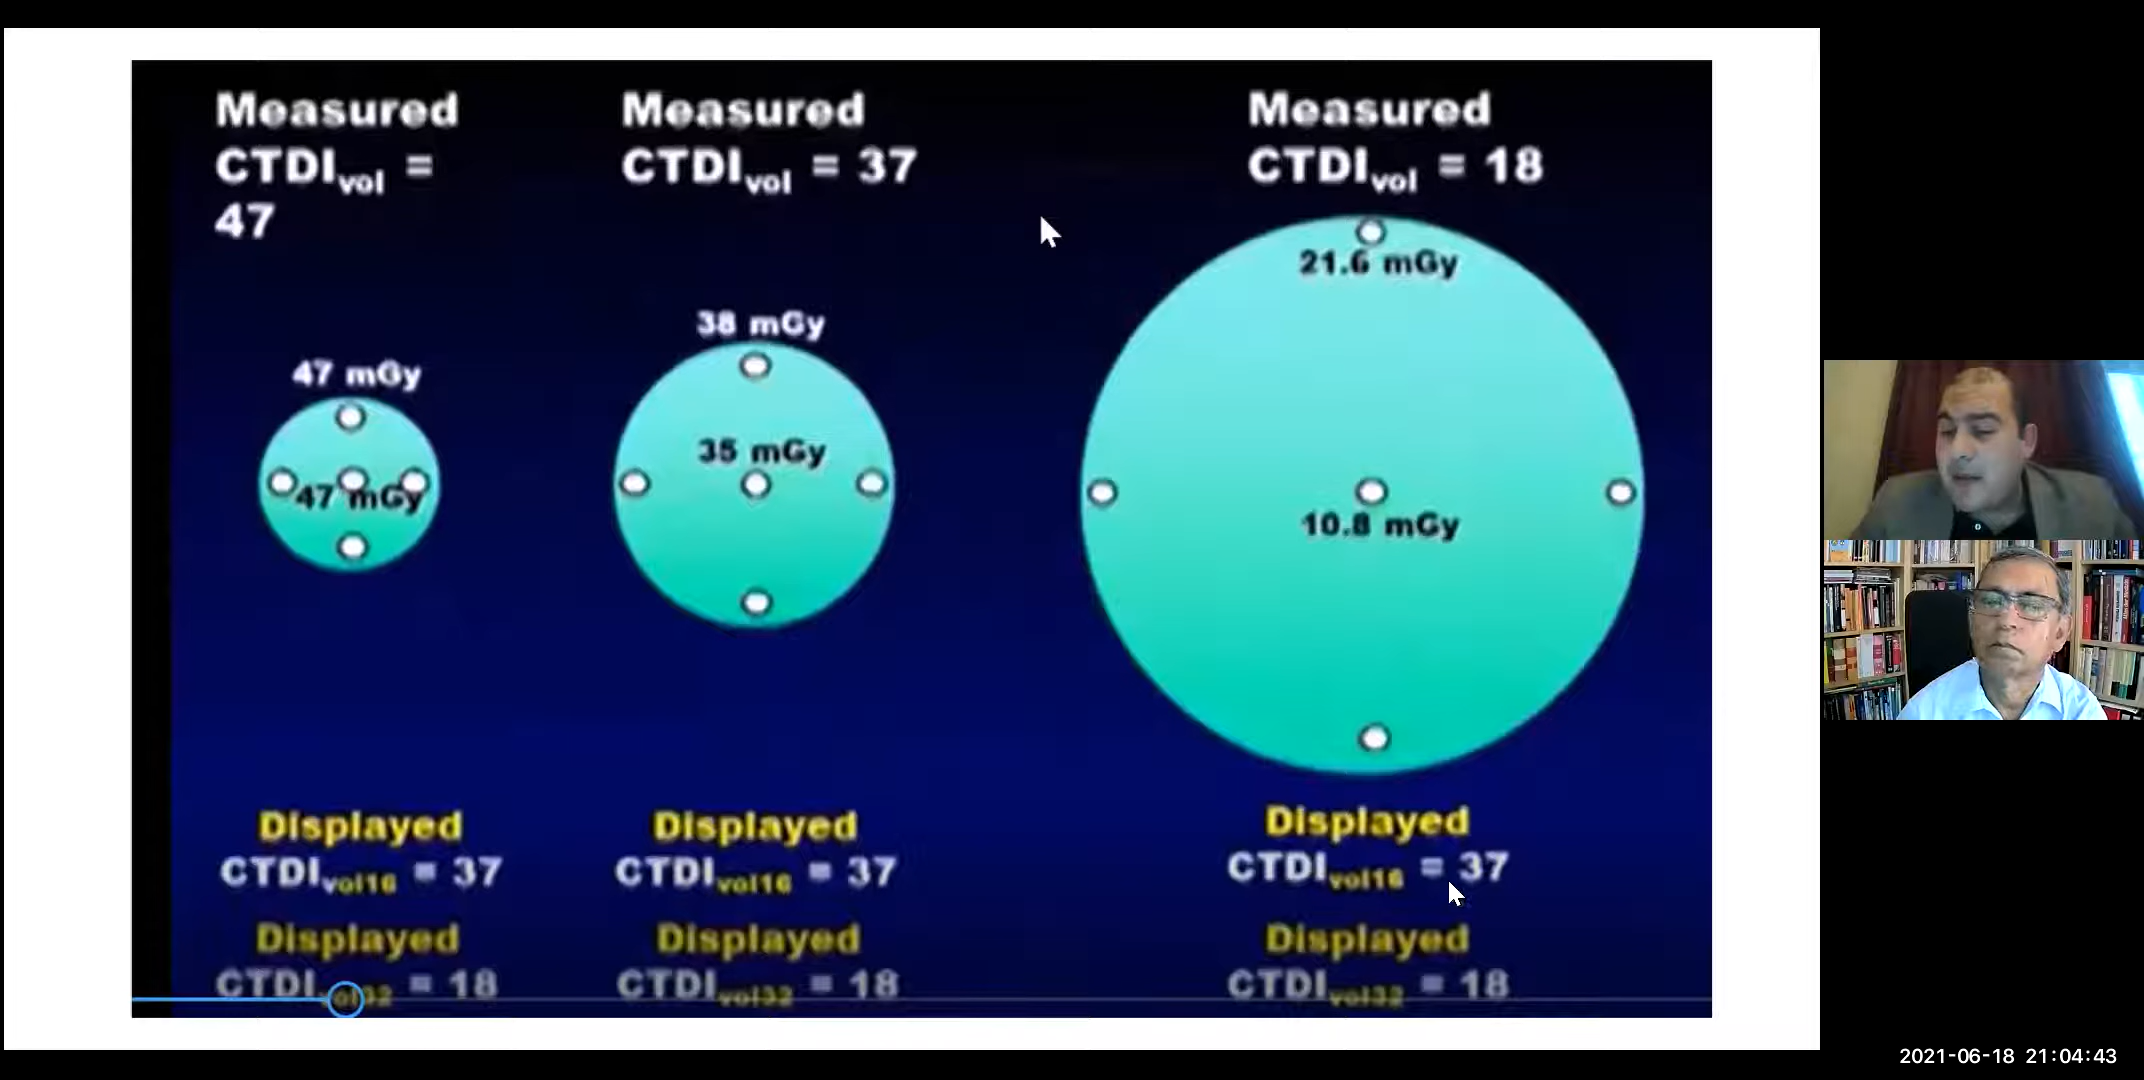 Measured
CTDIvol =
47
Measured
CTDIvol = 37
Measured
CTDIvol = 18
47 mGy
47 mGy
38 mGy
35 mGy
21.6 mGy
10.8 mGy
Displayed
CTDIvol16 = 37
Displayed
CTDIvol16 = 37
Displayed
CTDIvol16 = 37
Displayed
CTDIvol32 = 18
Displayed
CTDIvol32 = 18
Displayed
CTDIvol32 = 18
2021-06-18 21:04:43